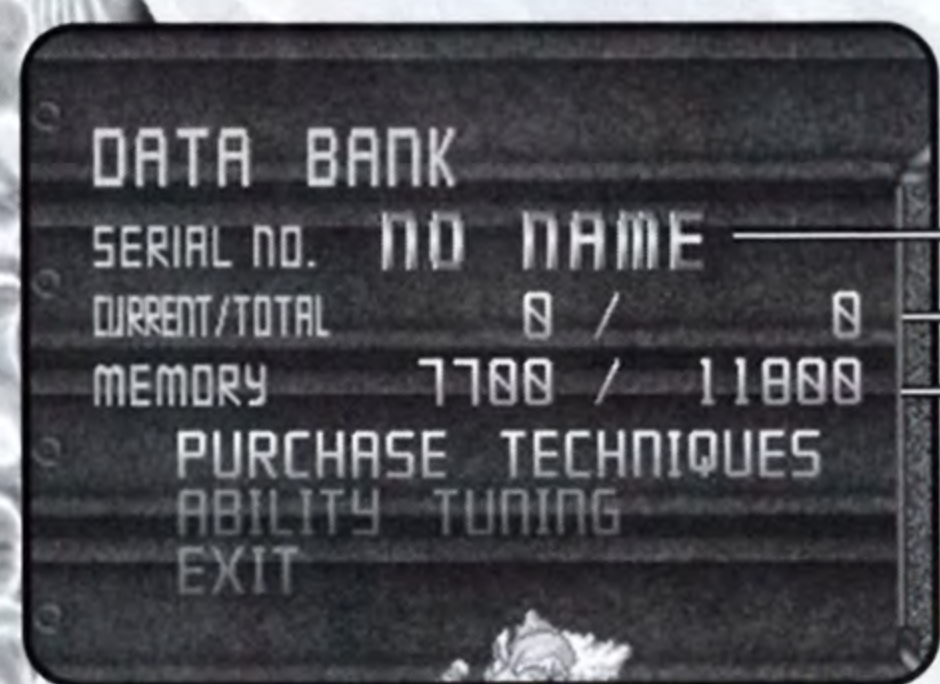 DATA BANK
SERIAL NO. NO NAME
CURRENT/TOTAL 0 / 0
MEMORY 7700 / 11800
PURCHASE TECHNIQUES
ABILITY TUNING
EXIT